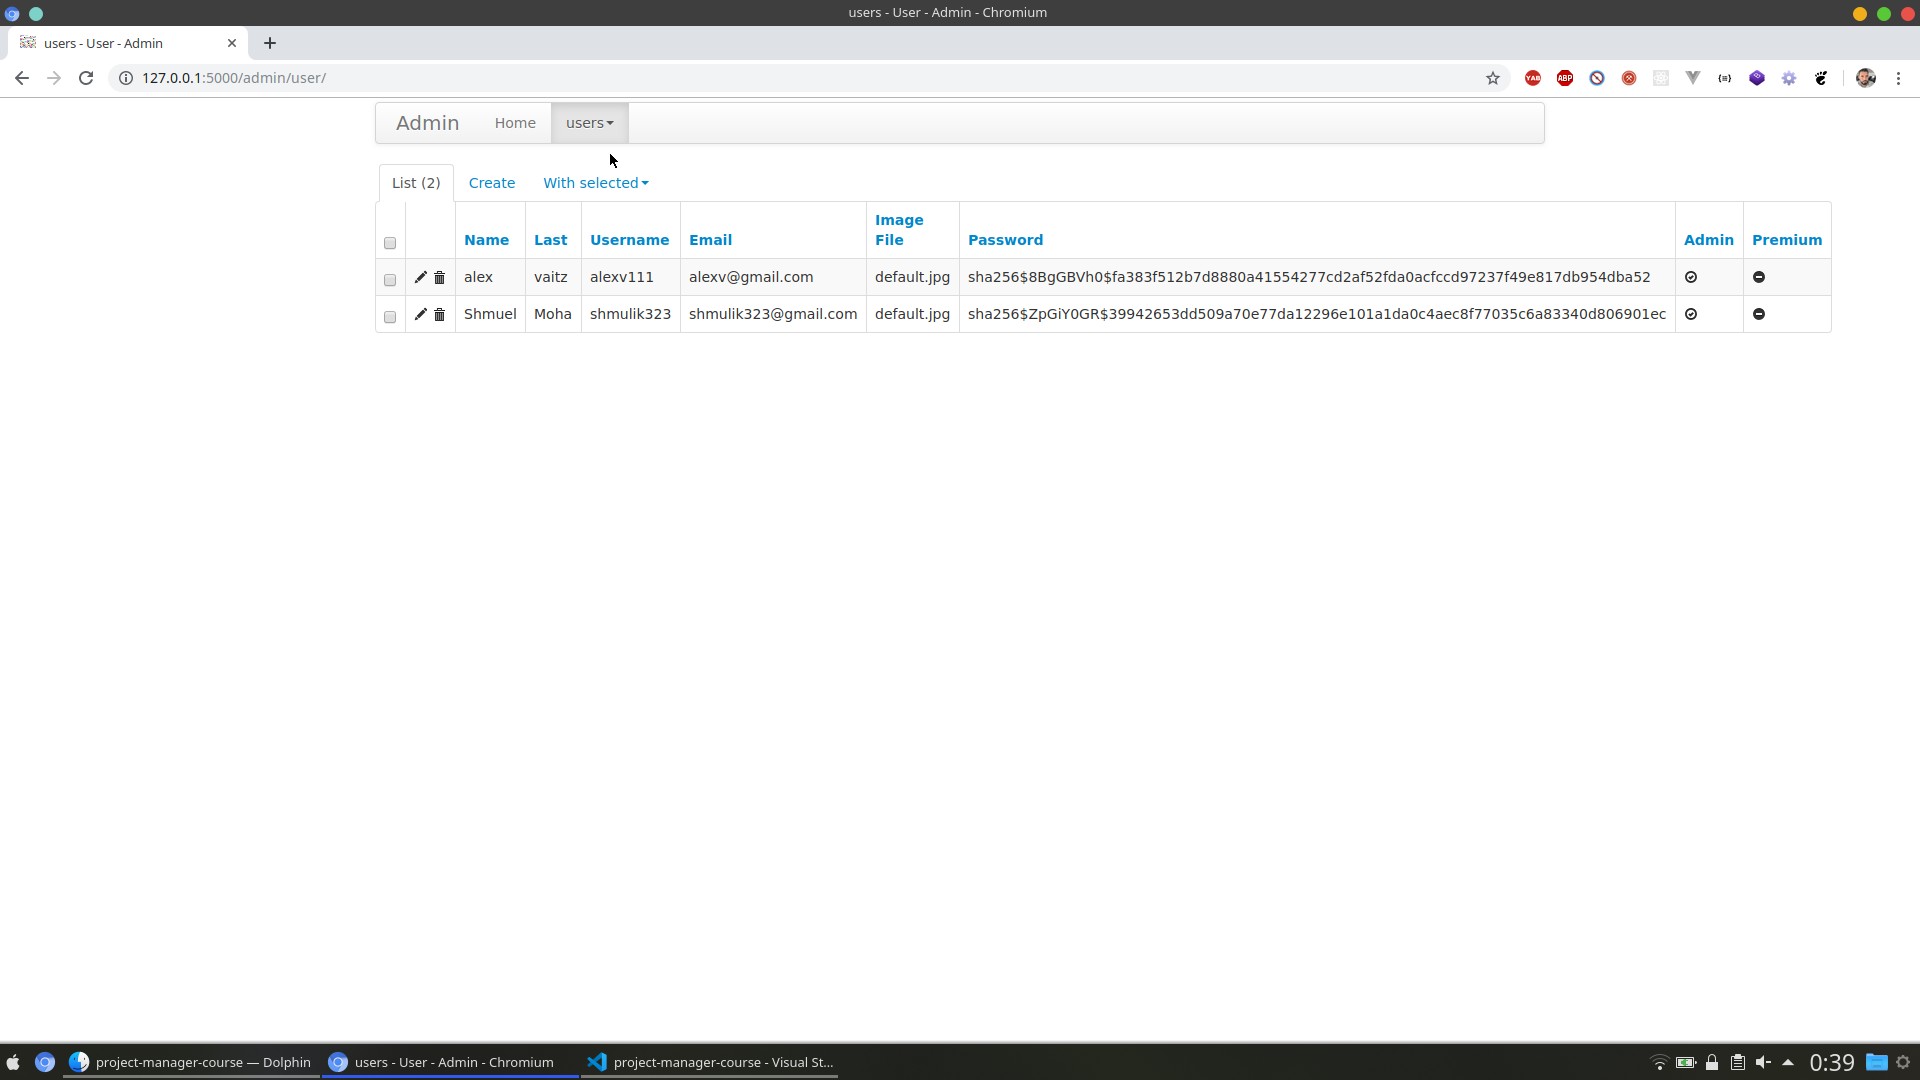 users - User - Admin - Chromium
users - User - Admin
127.0.0.1:5000/admin/user/
YAB
ABP
Admin Home users
List (2) Create With selected
Name Last Username Email Image File Password Admin Premium
alex vaitz alexv111 alexv@gmail.com default.jpg sha256$8BgGBVh0$fa383f512b7d8880a41554277cd2af52fda0acfccd97237f49e817db954dba52
Shmuel Moha shmulik323 shmulik323@gmail.com default.jpg sha256$ZpGiY0GR$39942653dd509a70e77da12296e101a1da0c4aec8f77035c6a83340d806901ec
project-manager-course — Dolphin
users - User - Admin - Chromium
project-manager-course - Visual St...
0:39